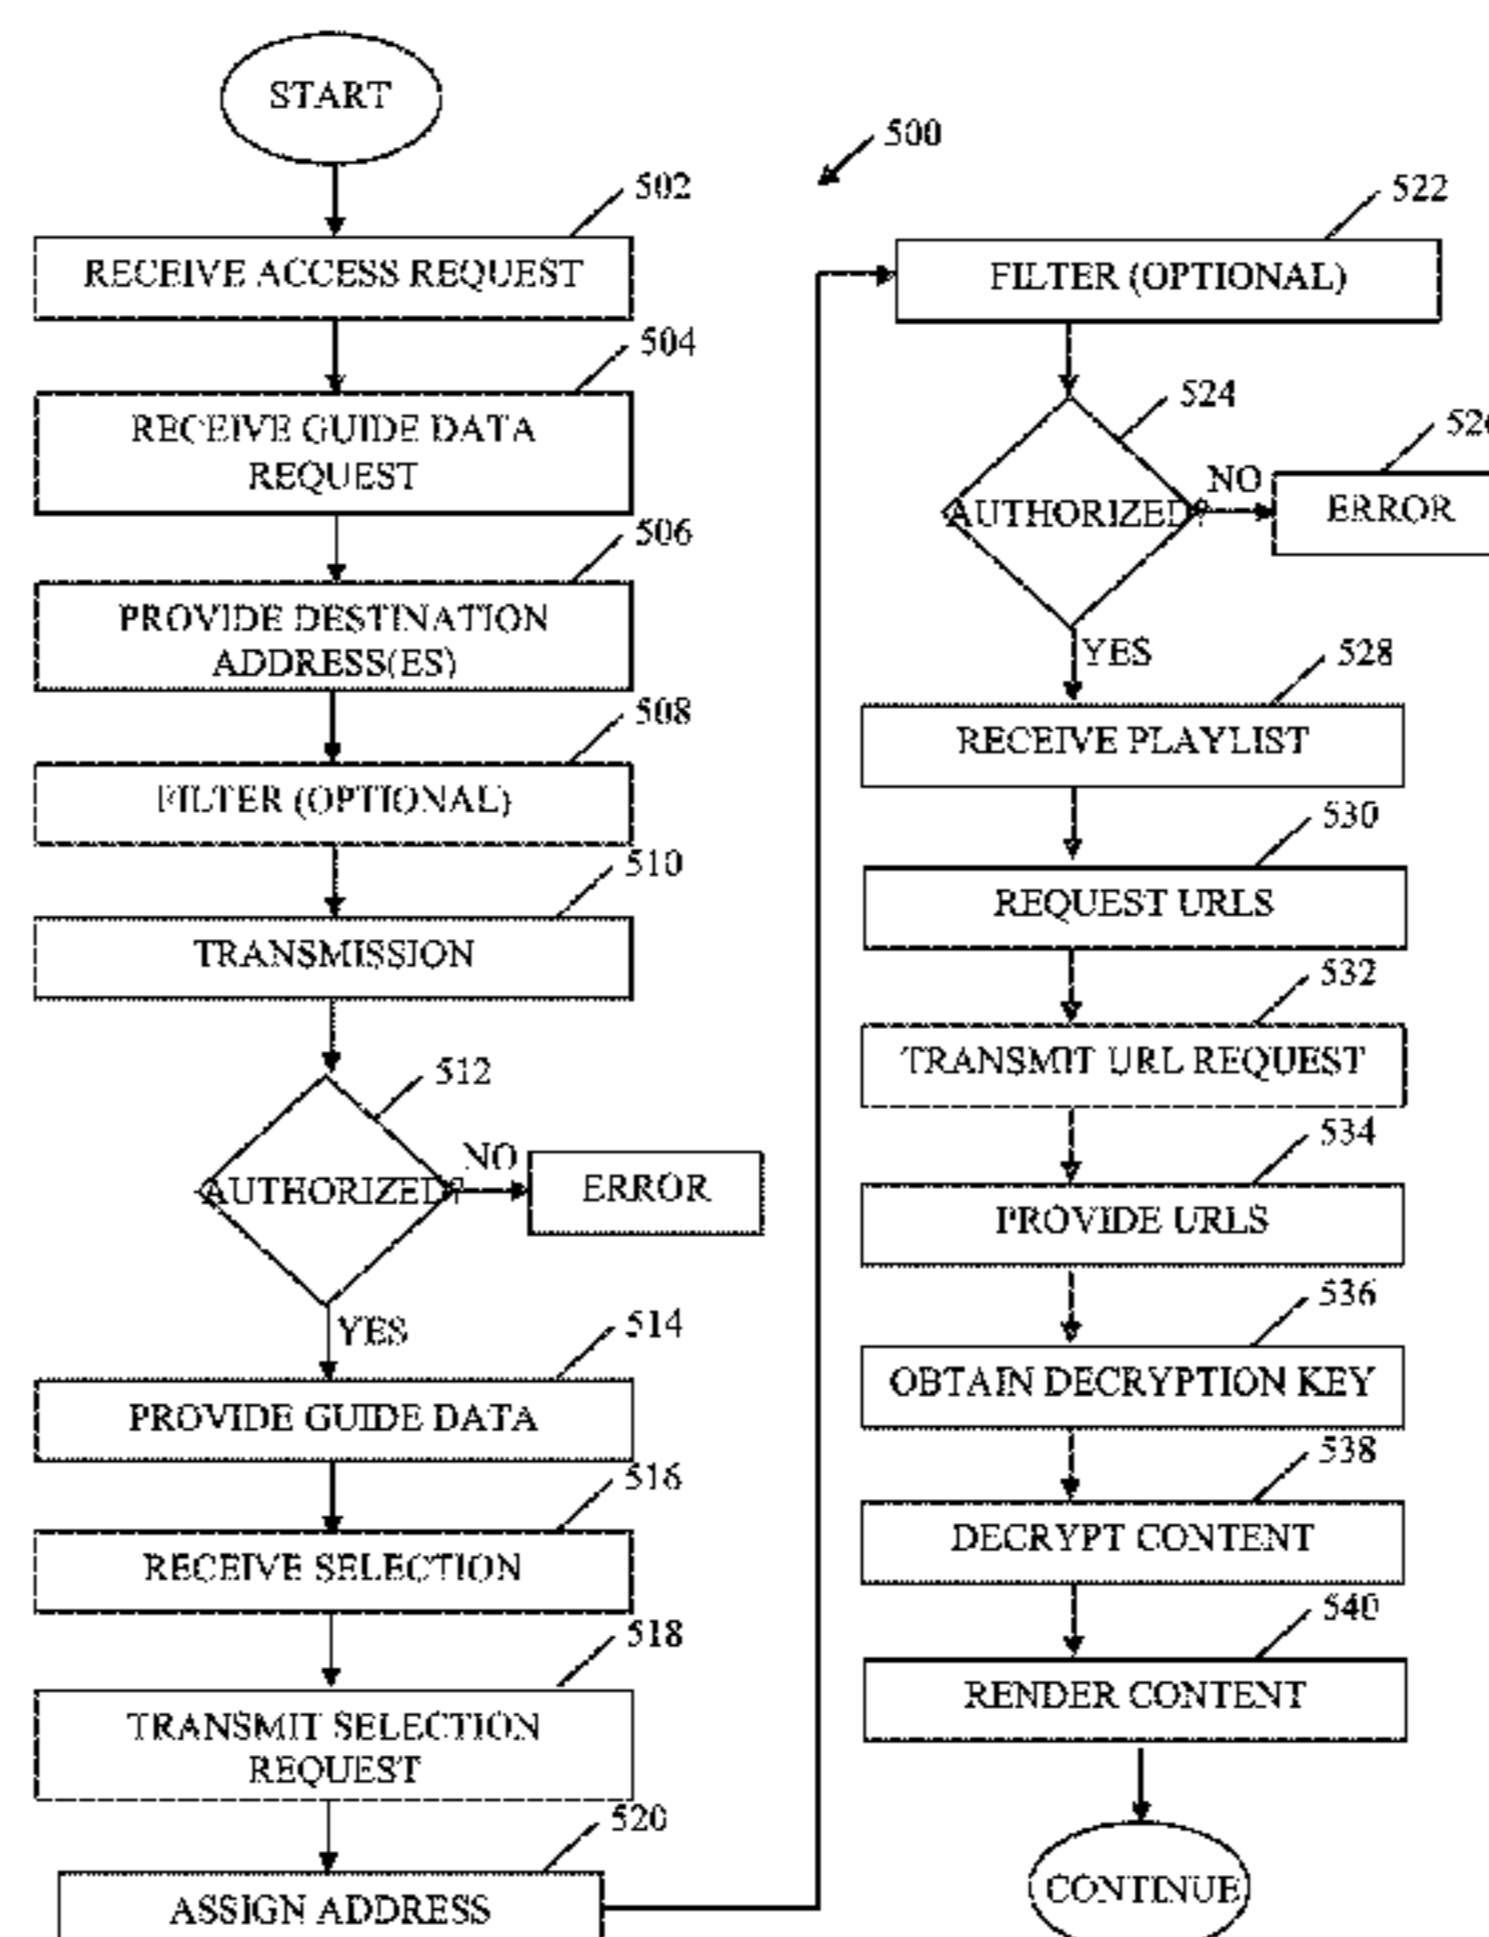 START
500
502
RECEIVE ACCESS REQUEST
504
RECEIVE GUIDE DATA
REQUEST
506
PROVIDE DESTINATION
ADDRESS(ES)
508
FILTER (OPTIONAL)
510
TRANSMISSION
512
AUTHORIZED?
NO
ERROR
YES
514
PROVIDE GUIDE DATA
516
RECEIVE SELECTION
518
TRANSMIT SELECTION
REQUEST
520
ASSIGN ADDRESS
522
FILTER (OPTIONAL)
524
AUTHORIZED?
NO
ERROR
YES
528
RECEIVE PLAYLIST
530
REQUEST URLS
532
TRANSMIT URL REQUEST
534
PROVIDE URLS
536
OBTAIN DECRYPTION KEY
538
DECRYPT CONTENT
540
RENDER CONTENT
CONTINUE